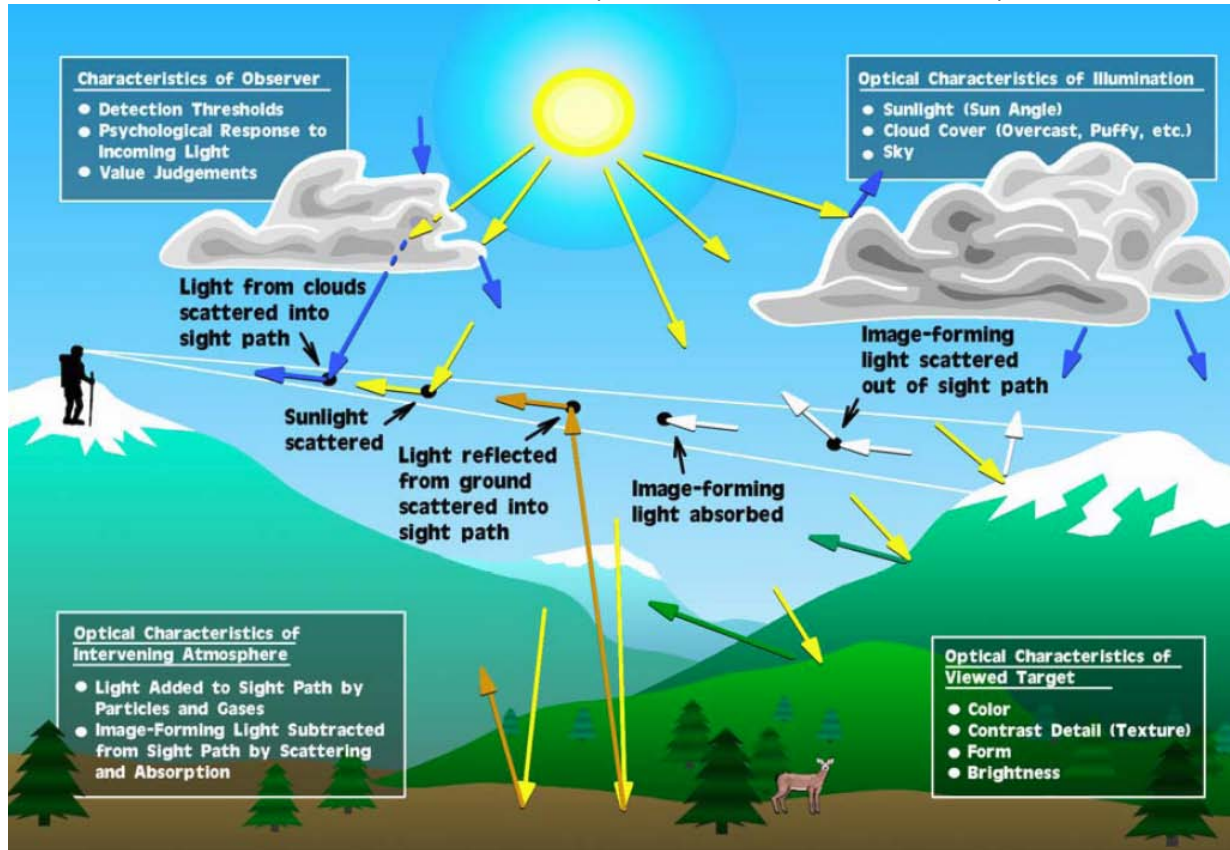 Characteristics of Observer
● Detection Thresholds
● Psychological Response to
Incoming Light
● Value Judgements
Optical Characteristics of Illumination
● Sunlight (Sun Angle)
● Cloud Cover (Overcast, Puffy, etc.)
● Sky
Light from clouds
scattered into
sight path
Sunlight
scattered
Light reflected
from ground
scattered into
sight path
Image-forming
light absorbed
Image-forming
light scattered
out of sight path
Optical Characteristics of
Intervening Atmosphere
● Light Added to Sight Path by
Particles and Gases
● Image-Forming Light Subtracted
from Sight Path by Scattering
and Absorption
Optical Characteristics of
Viewed Target
● Color
● Contrast Detail (Texture)
● Form
● Brightness